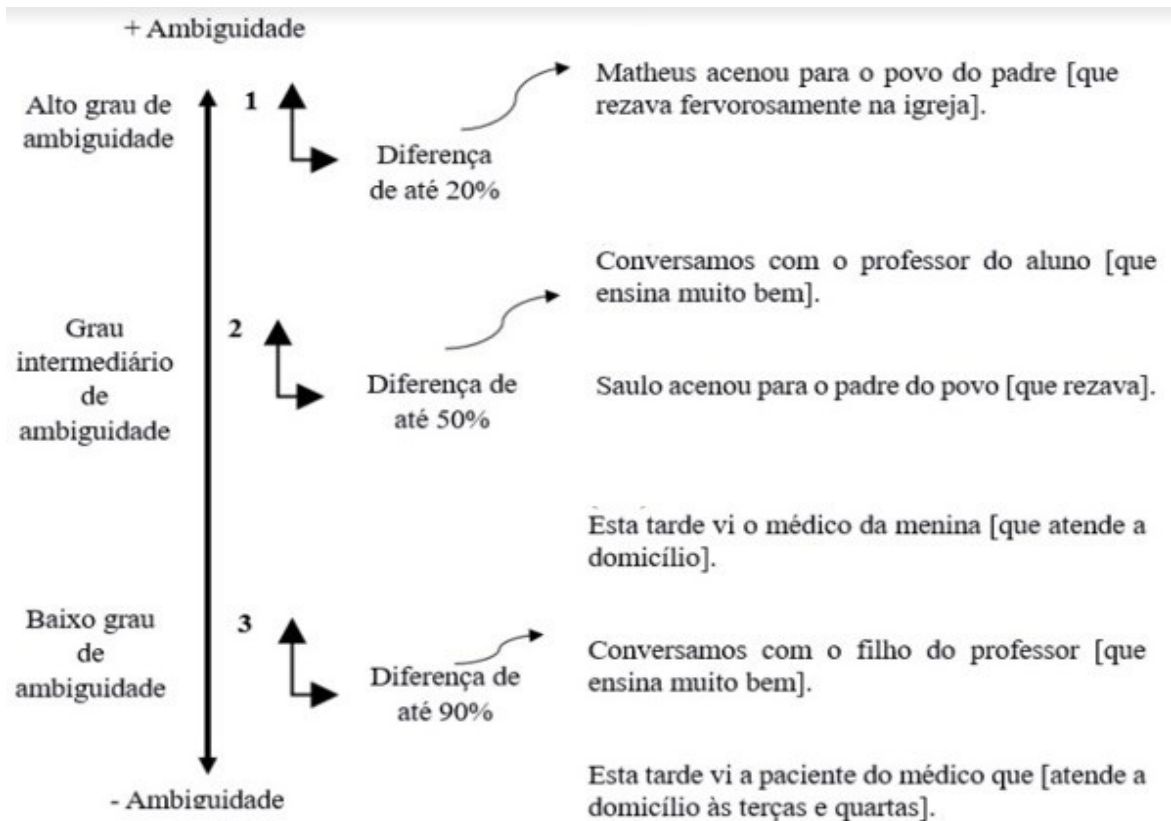 + Ambiguidade
Alto grau de
ambiguidade
1
Diferença
de até 20%
Matheus acenou para o povo do padre [que
rezava fervorosamente na igreja].
Grau
intermediário
de
ambiguidade
2
Diferença de
até 50%
Conversamos com o professor do aluno [que
ensina muito bem].
Saulo acenou para o padre do povo [que rezava].
Baixo grau
de
ambiguidade
3
Diferença de
até 90%
Esta tarde vi o médico da menina [que atende a
domicílio].
Conversamos com o filho do professor [que
ensina muito bem].
Esta tarde vi a paciente do médico que [atende a
domicílio às terças e quartas].
- Ambiguidade